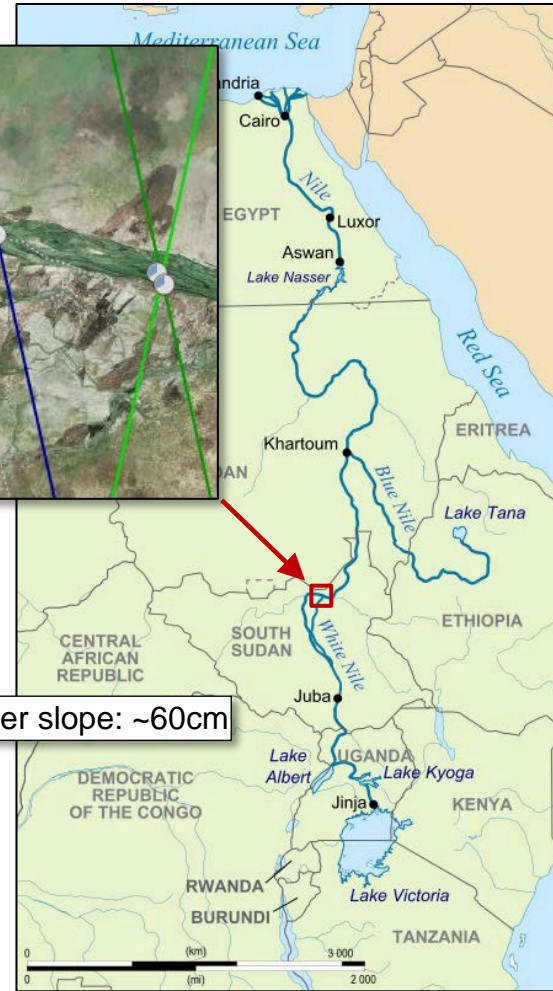 Mediterranean Sea
ndria
Cairo
Nile
EGYPT
Luxor
Aswan
Lake Nasser
Red Sea
Khartoum
ERITREA
DAN
Blue Nile
Lake Tana
ETHIOPIA
CENTRAL
AFRICAN
REPUBLIC
SOUTH
SUDAN
White Nile
Juba
er slope: ~60cm
Lake
Albert
UGANDA
Lake Kyoga
DEMOCRATIC
REPUBLIC
OF THE CONGO
Jinja
KENYA
RWANDA
BURUNDI
Lake Victoria
TANZANIA
0 (km) 3 000
0 (mi) 2 000